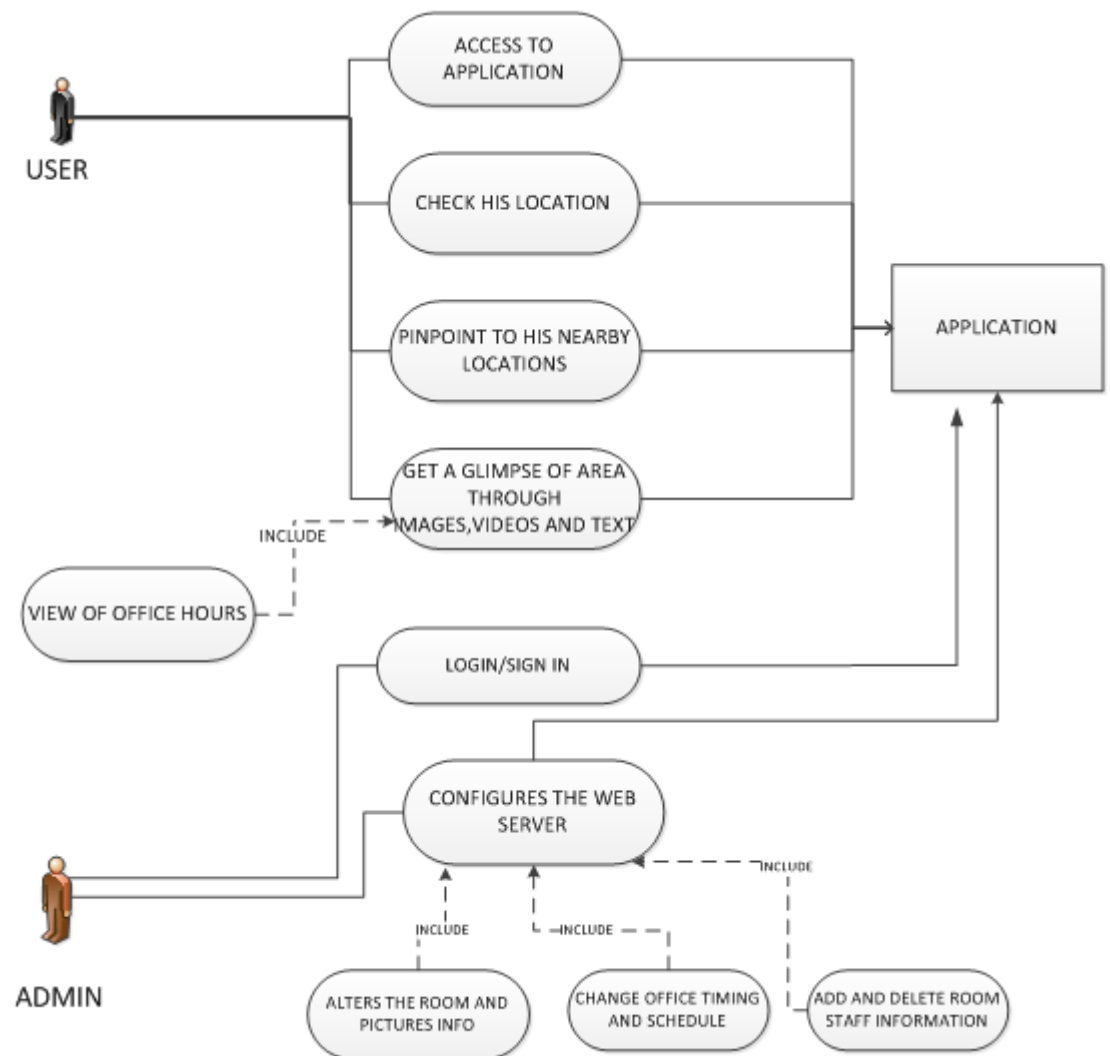 ACCESS TO
APPLICATION
USER
CHECK HIS LOCATION
APPLICATION
PINPOINT TO HIS NEARBY
LOCATIONS
GET A GLIMPSE OF AREA
THROUGH
IMAGES,VIDEOS AND TEXT
INCLUDE
VIEW OF OFFICE HOURS
LOGIN/SIGN IN
CONFIGURES THE WEB
SERVER
INCLUDE
INCLUDE
INCLUDE
ADMIN
ALTERS THE ROOM AND
PICTURES INFO
CHANGE OFFICE TIMING
AND SCHEDULE
ADD AND DELETE ROOM
STAFF INFORMATION